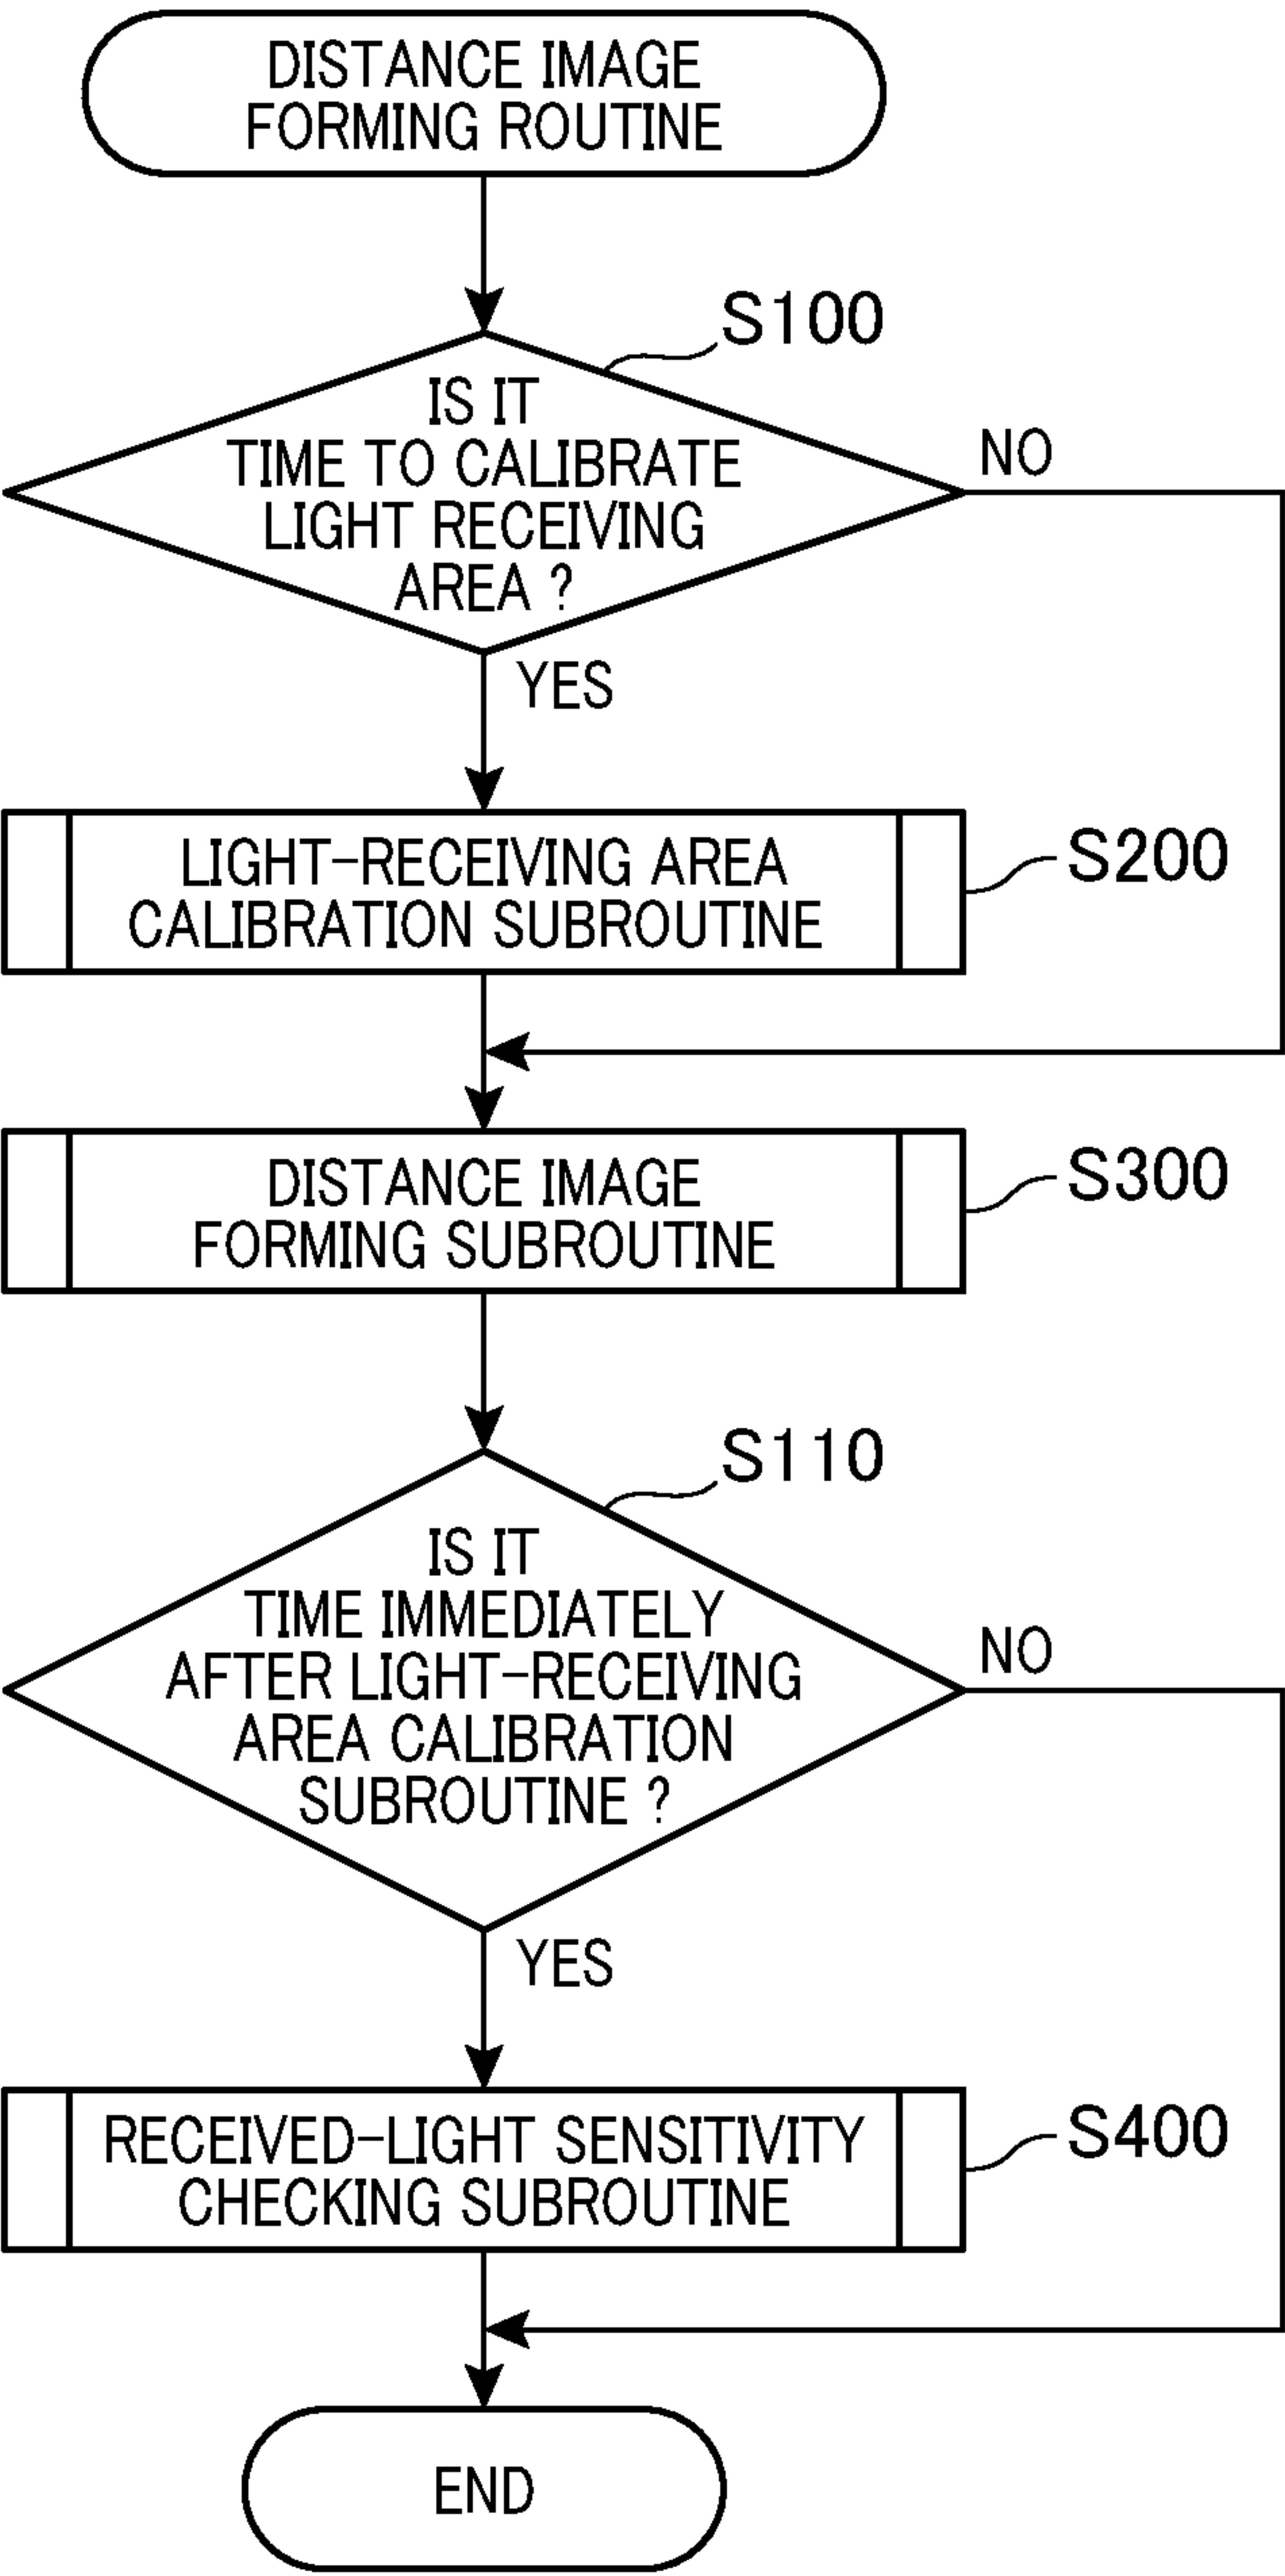 DISTANCE IMAGE
FORMING ROUTINE
S100
IS IT
TIME TO CALIBRATE
LIGHT RECEIVING
AREA ?
NO
YES
LIGHT-RECEIVING AREA
CALIBRATION SUBROUTINE
S200
DISTANCE IMAGE
FORMING SUBROUTINE
S300
S110
IS IT
TIME IMMEDIATELY
AFTER LIGHT-RECEIVING
AREA CALIBRATION
SUBROUTINE ?
NO
YES
RECEIVED-LIGHT SENSITIVITY
CHECKING SUBROUTINE
S400
END